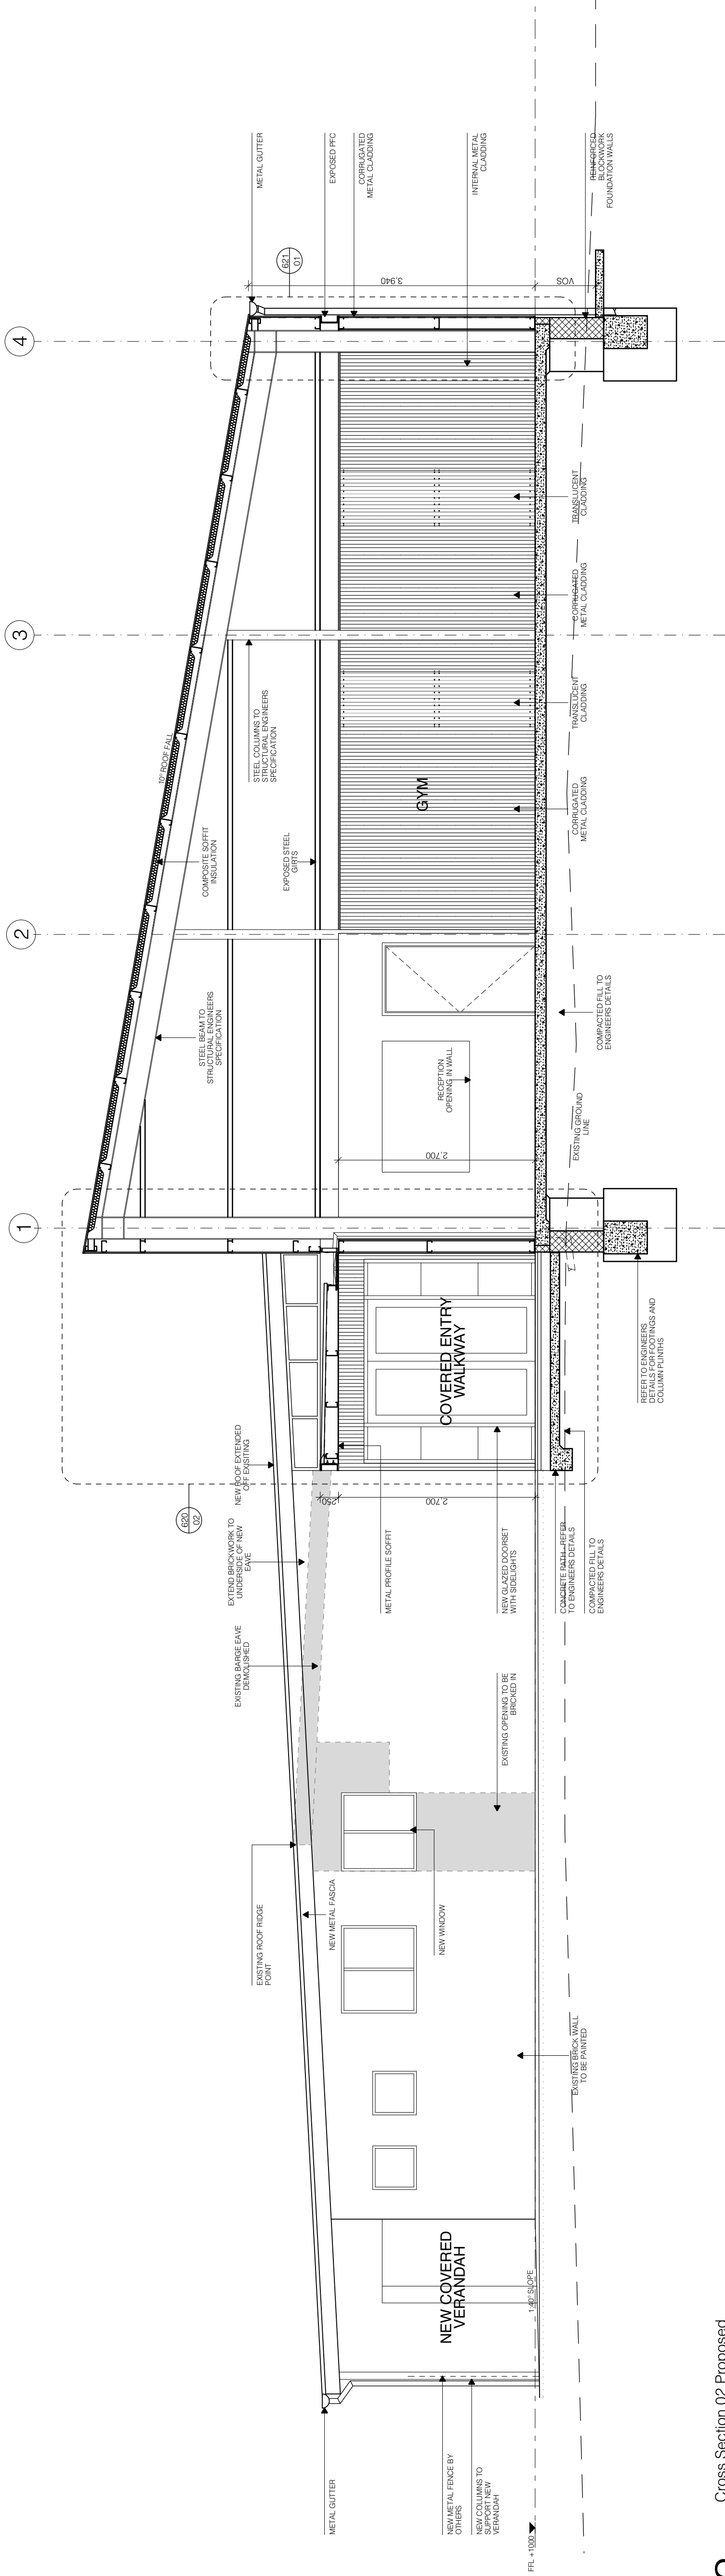 1
2
3
4
620
02
621
01
METAL GUTTER
EXISTING ROOF RIDGE
POINT
NEW METAL FASCIA
EXISTING BARGE EAVE
DEMOLISHED
EXTEND BRICKWORK TO
UNDERSIDE OF NEW
EAVE
NEW ROOF EXTENDED
OFF EXISITING
STEEL BEAM TO
STRUCTURAL ENGINEERS
SPECIFICATION
COMPOSITE SOFFIT
INSULATION
10° ROOF FALL
EXPOSED STEEL
GIRTS
STEEL COLUMNS TO
STRUCTURAL ENGINEERS
SPECIFICATION
METAL GUTTER
EXPOSED PFC
CORRUGATED
METAL CLADDING
INTERNAL METAL
CLADDING
REINFORCED
BLOCKWORK
FOUNDATION WALLS
3,940
VOS
NEW METAL FENCE BY
OTHERS
NEW COLUMNS TO
SUPPORT NEW
VERANDAH
FFL +1000
NEW COVERED
VERANDAH
1:40° SLOPE
NEW WINDOW
EXISTING OPENING TO BE
BRICKED IN
EXISTING BRICK WALL
TO BE PAINTED
250
2,700
METAL PROFILE SOFFIT
NEW GLAZED DOORSET
WITH SIDELIGHTS
CONCRETE PATH - REFER
TO ENGINEERS DETAILS
COMPACTED FILL TO
ENGINEERS DETAILS
COVERED ENTRY
WALKWAY
2,700
RECEPTION
OPENING IN WALL
GYM
REFER TO ENGINEERS
DETAILS FOR FOOTINGS AND
COLUMN PLINTHS
EXISTING GROUND
LINE
COMPACTED FILL TO
ENGINEERS DETAILS
CORRUGATED
METAL CLADDING
TRANSLUCENT
CLADDING
CORRUGATED
METAL CLADDING
TRANSLUCENT
CLADDING
Cross Section 02 Proposed